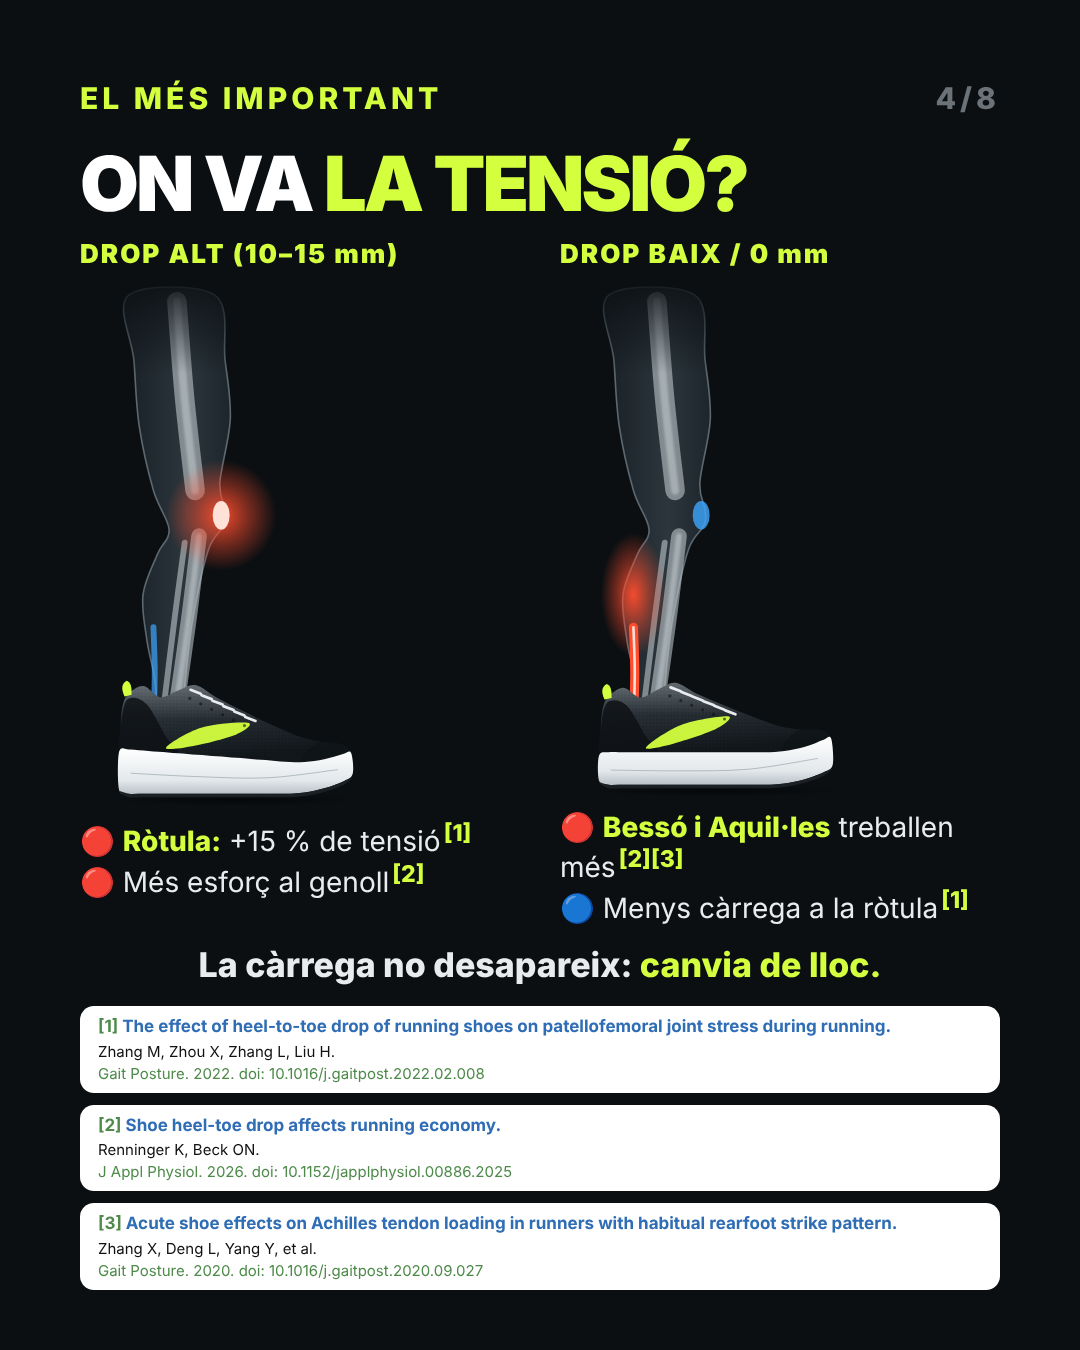 EL MÉS IMPORTANT
4/8
ON VA LA TENSIÓ?
DROP ALT (10–15 mm)
🔴 Ròtula: +15 % de tensió[1]
🔴 Més esforç al genoll[2]
DROP BAIX / 0 mm
🔴 Bessó i Aquil·les treballen
més[2][3]
🔵 Menys càrrega a la ròtula[1]
La càrrega no desapareix: canvia de lloc.
[1] The effect of heel-to-toe drop of running shoes on patellofemoral joint stress during running.
Zhang M, Zhou X, Zhang L, Liu H.
Gait Posture. 2022. doi: 10.1016/j.gaitpost.2022.02.008
[2] Shoe heel-toe drop affects running economy.
Renninger K, Beck ON.
J Appl Physiol. 2026. doi: 10.1152/japplphysiol.00886.2025
[3] Acute shoe effects on Achilles tendon loading in runners with habitual rearfoot strike pattern.
Zhang X, Deng L, Yang Y, et al.
Gait Posture. 2020. doi: 10.1016/j.gaitpost.2020.09.027